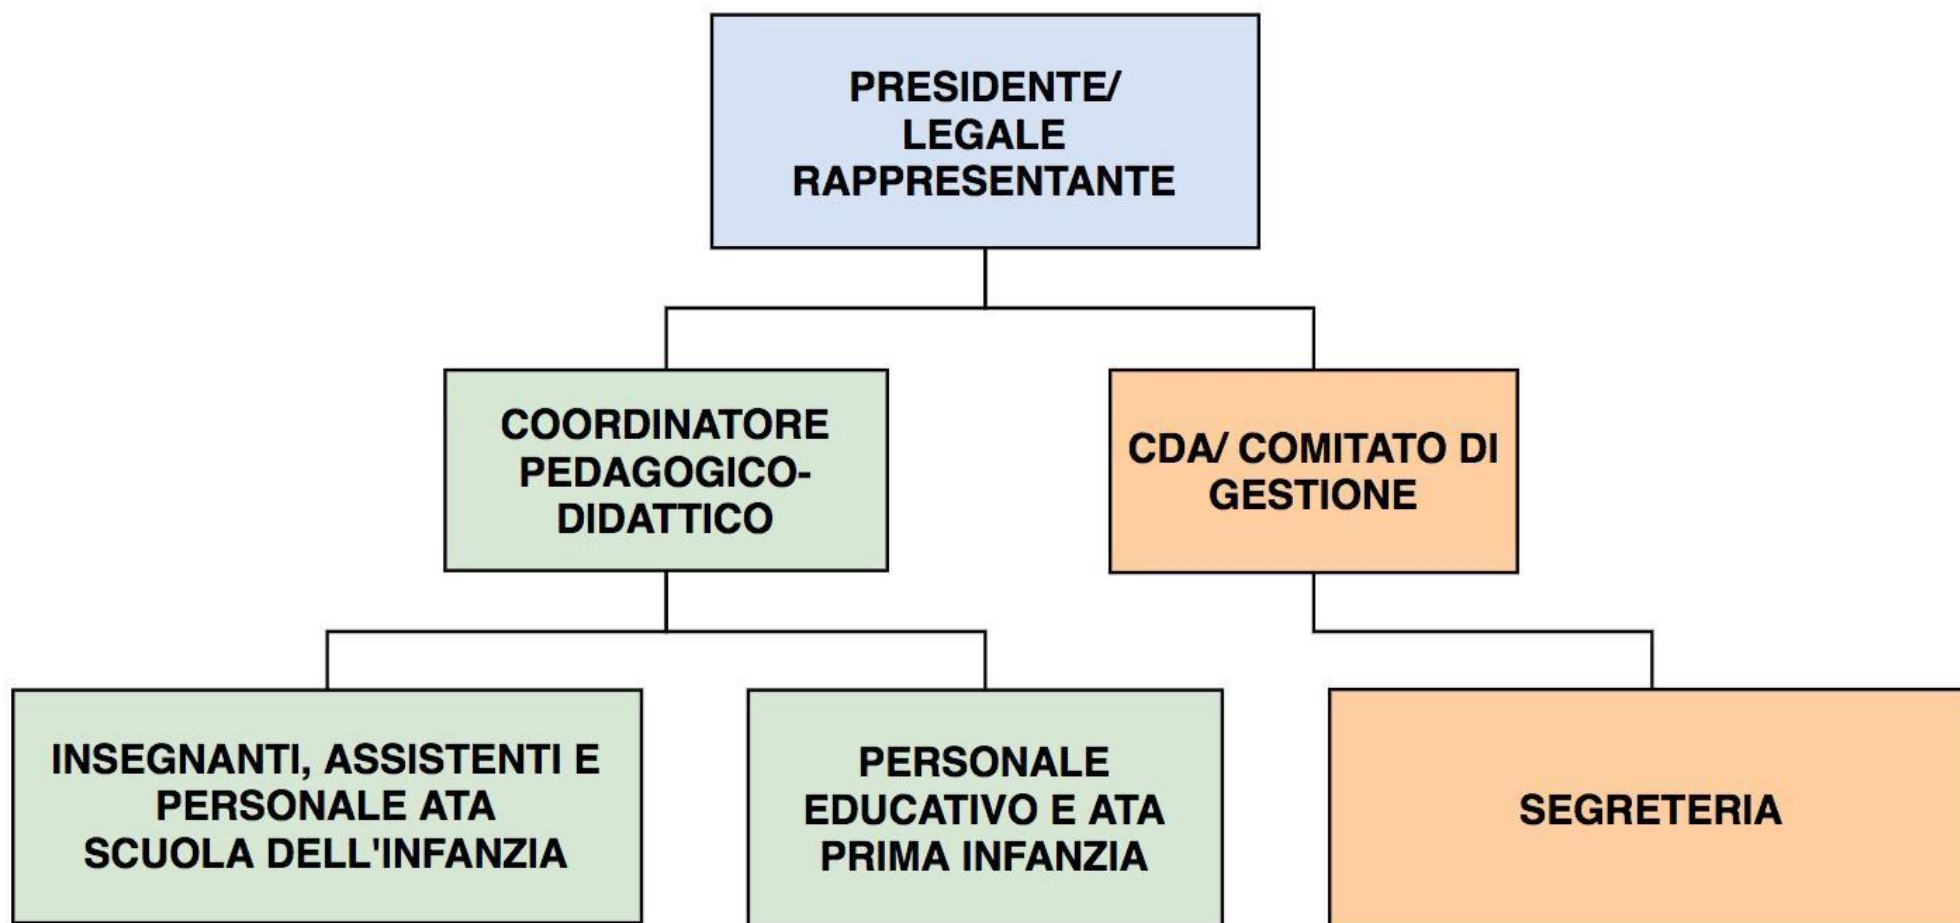 PRESIDENTE/
LEGALE
RAPPRESENTANTE
COORDINATORE
PEDAGOGICO-
DIDATTICO
CDA/ COMITATO DI
GESTIONE
INSEGNANTI, ASSISTENTI E
PERSONALE ATA
SCUOLA DELL'INFANZIA
PERSONALE
EDUCATIVO E ATA
PRIMA INFANZIA
SEGRETERIA